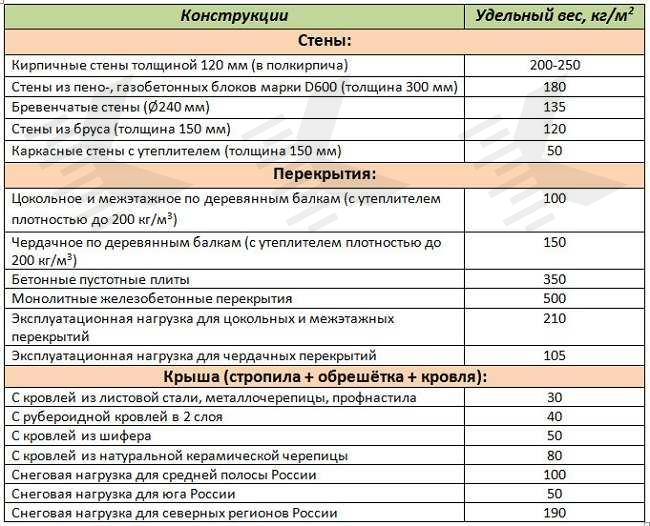 Конструкции Удельный вес, кг/м²
Стены:
Кирпичные стены толщиной 120 мм (в полкирпича) 200-250
Стены из пено-, газобетонных блоков марки D600 (толщина 300 мм) 180
Бревенчатые стены (Ø240 мм) 135
Стены из бруса (толщина 150 мм) 120
Каркасные стены с утеплителем (толщина 150 мм) 50
Перекрытия:
Цокольное и межэтажное по деревянным балкам (с утеплителем 100
плотностью до 200 кг/м³)
Чердачное по деревянным балкам (с утеплителем плотностью до 150
200 кг/м³)
Бетонные пустотные плиты 350
Монолитные железобетонные перекрытия 500
Эксплуатационная нагрузка для цокольных и межэтажных 210
перекрытий
Эксплуатационная нагрузка для чердачных перекрытий 105
Крыша (стропила + обрешётка + кровля):
С кровлей из листовой стали, металлочерепицы, профнастила 30
С рубероидной кровлей в 2 слоя 40
С кровлей из шифера 50
С кровлей из натуральной керамической черепицы 80
Снеговая нагрузка для средней полосы России 100
Снеговая нагрузка для юга России 50
Снеговая нагрузка для северных регионов России 190